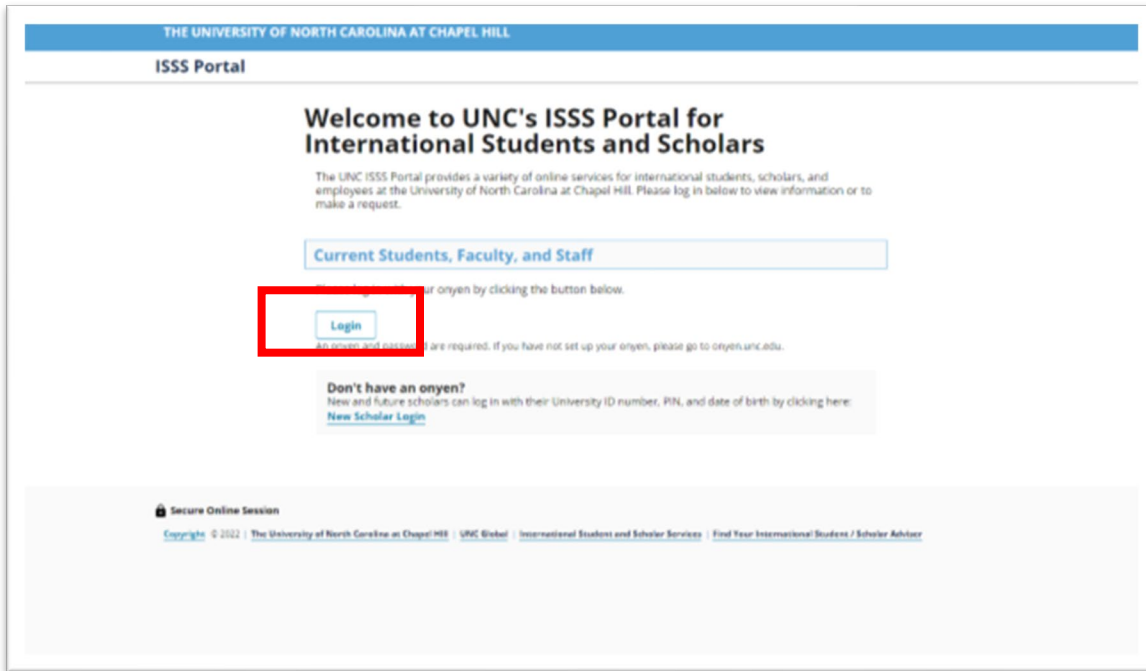 THE UNIVERSITY OF NORTH CAROLINA AT CHAPEL HILL
ISSS Portal
Welcome to UNC's ISSS Portal for
International Students and Scholars
The UNC ISSS Portal provides a variety of online services for international students, scholars, and
employees at the University of North Carolina at Chapel Hill. Please log in below to view information or to
make a request.
Current Students, Faculty, and Staff
onyen by clicking the button below.
Login
An onyen and password are required. If you have not set up your onyen, please go to onyen.unc.edu.
Don't have an onyen?
New and future scholars can log in with their University ID number, PIN, and date of birth by clicking here:
New Scholar Login
Secure Online Session
Copyright © 2022 | The University of North Carolina at Chapel Hill | UNC Global | International Student and Scholar Services | Find Your International Student / Scholar Advisor